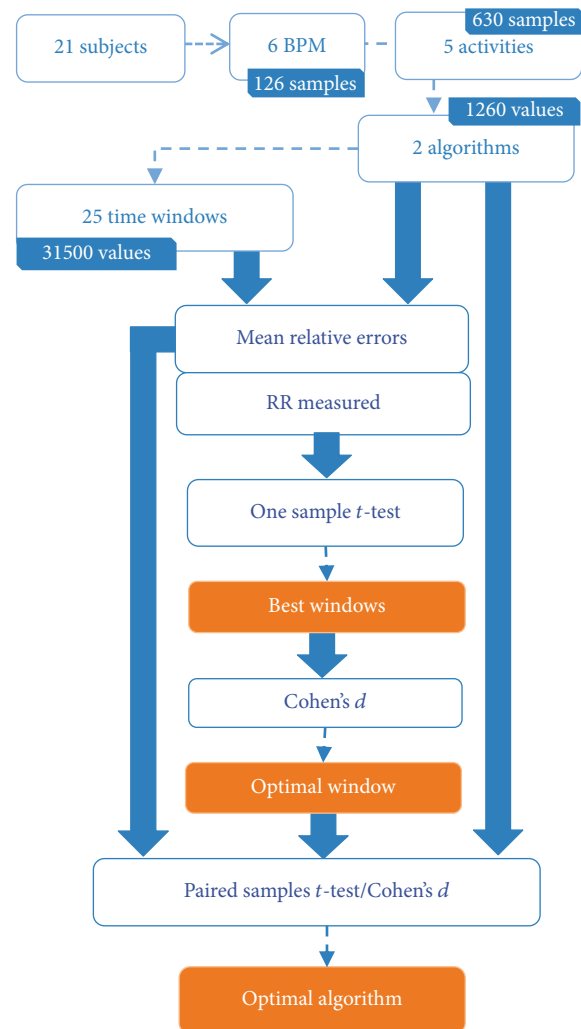 630 samples
21 subjects
6 BPM
5 activities
126 samples
1260 values
2 algorithms
25 time windows
31500 values
Mean relative errors
RR measured
One sample t-test
Best windows
Cohen's d
Optimal window
Paired samples t-test/Cohen's d
Optimal algorithm